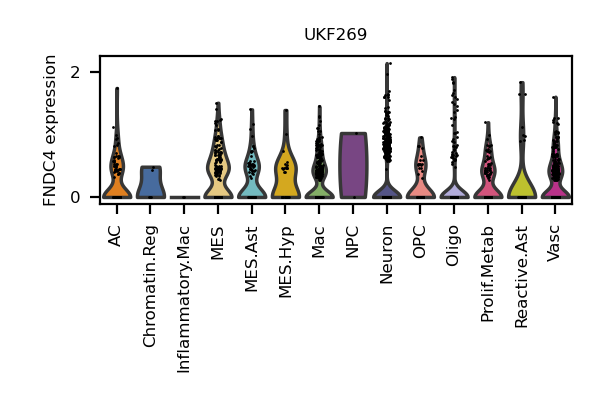 UKF269
FNDC4 expression
2
0
AC
Chromatin.Reg
Inflammatory.Mac
MES
MES.Ast
MES.Hyp
Mac
NPC
Neuron
OPC
Oligo
Prolif.Metab
Reactive.Ast
Vasc